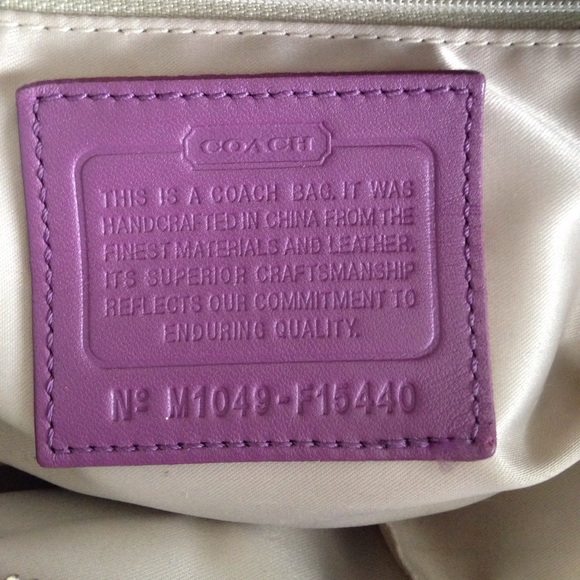 COACH
THIS IS A COACH BAG. IT WAS
HANDCRAFTED IN CHINA FROM THE
FINEST MATERIALS AND LEATHER.
ITS SUPERIOR CRAFTSMANSHIP
REFLECTS OUR COMMITMENT TO
ENDURING QUALITY.
Nº M1049-F15440